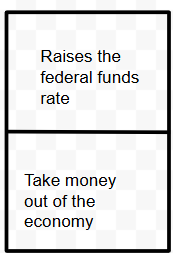 Raises the
federal funds
rate
Take money
out of the
economy